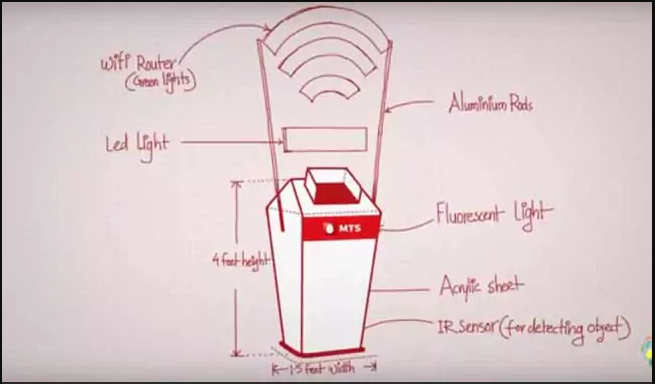 Wifi Router
(Green lights)
Aluminium Rods
Led Light
Fluorescent Light
MTS
4 feet height
Acrylic sheet
IR Sensor (for detecting object)
1.5 feet width